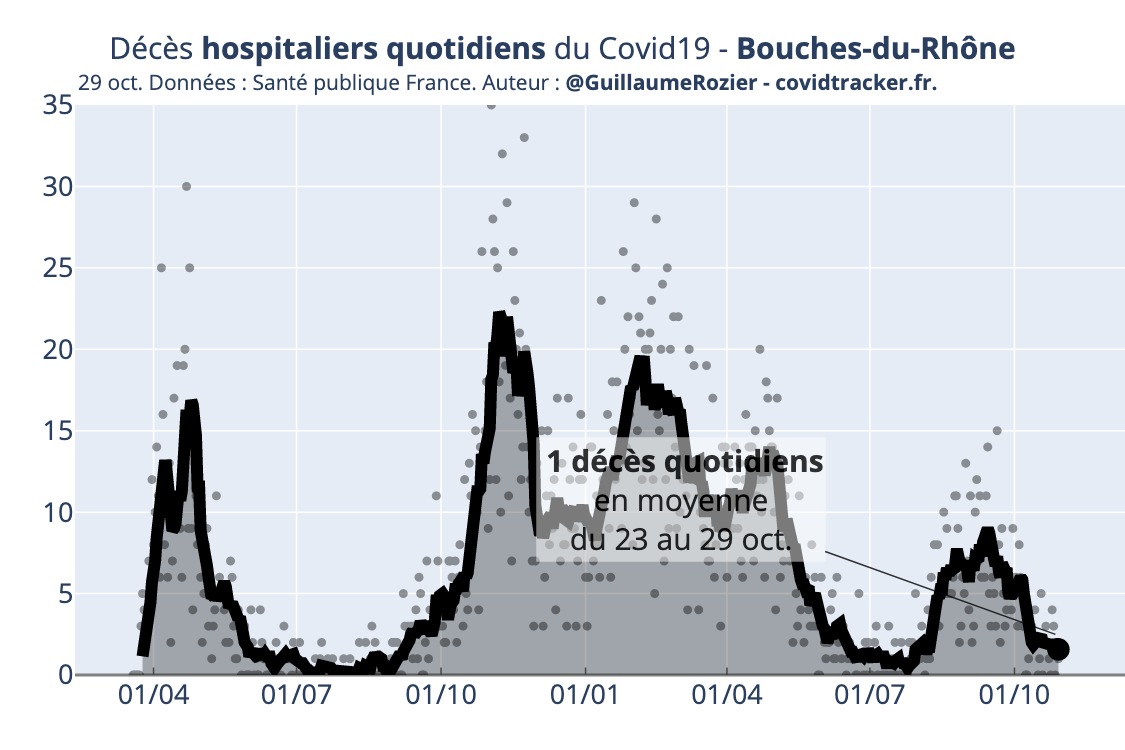 Décès hospitaliers quotidiens du Covid19 - Bouches-du-Rhône
29 oct. Données : Santé publique France. Auteur : @GuillaumeRozier - covidtracker.fr.
35
30
25
20
15
1 décès quotidiens
en moyenne
10
du 23 au 29 oct.
5
0
01/04 01/07 01/10 01/01 01/04 01/07 01/10